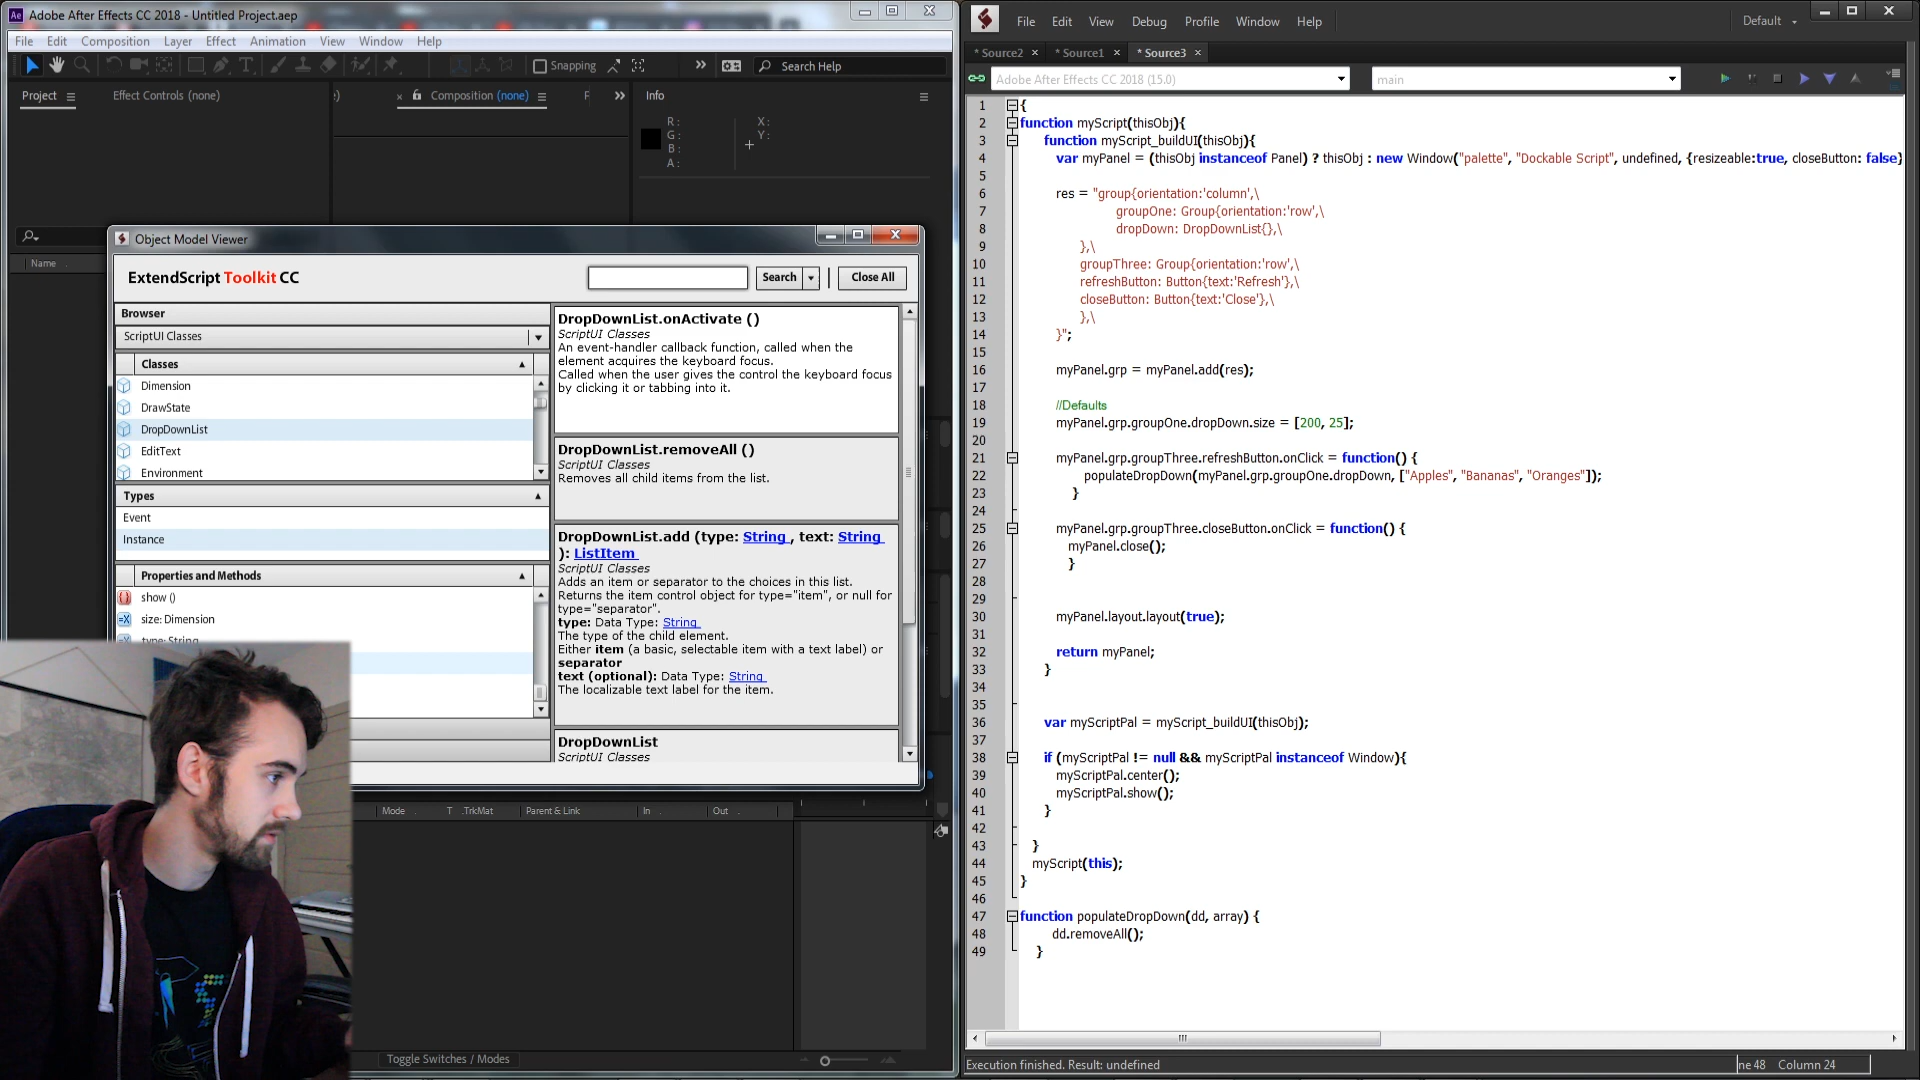 Adobe After Effects CC 2018 - Untitled Project.aep
File Edit Composition Layer Effect Animation View Window Help
Snapping
Search Help
Project
Effect Controls (none)
Composition (none)
Info
R:
G:
B:
A:
X:
Y:
Name
Object Model Viewer
ExtendScript Toolkit CC
Search
Close All
Browser
ScriptUI Classes
Classes
Dimension
DrawState
DropDownList
EditText
Environment
Types
Event
Instance
Properties and Methods
show ()
size: Dimension
type: String
DropDownList.onActivate ()
ScriptUI Classes
An event-handler callback function, called when the
element acquires the keyboard focus.
Called when the user gives the control the keyboard focus
by clicking it or tabbing into it.
DropDownList.removeAll ()
ScriptUI Classes
Removes all child items from the list.
DropDownList.add (type: String , text: String
): ListItem
ScriptUI Classes
Adds an item or separator to the choices in this list.
Returns the item control object for type="item", or null for
type="separator".
type: Data Type: String
The type of the child element.
Either item (a basic, selectable item with a text label) or
separator
text (optional): Data Type: String
The localizable text label for the item.
DropDownList
ScriptUI Classes
Mode T .TrkMat Parent & Link In Out
Toggle Switches / Modes
File Edit View Debug Profile Window Help
Default
* Source2 * Source1 * Source3
Adobe After Effects CC 2018 (15.0)
main
1 {
2 function myScript(thisObj){
3 function myScript_buildUI(thisObj){
4 var myPanel = (thisObj instanceof Panel) ? thisObj : new Window("palette", "Dockable Script", undefined, {resizeable:true, closeButton: false}
5
6 res = "group{orientation:'column',\
7 groupOne: Group{orientation:'row',\
8 dropDown: DropDownList{},\
9 },\
10 groupThree: Group{orientation:'row',\
11 refreshButton: Button{text:'Refresh'},\
12 closeButton: Button{text:'Close'},\
13 },\
14 }";
15
16 myPanel.grp = myPanel.add(res);
17
18 //Defaults
19 myPanel.grp.groupOne.dropDown.size = [200, 25];
20
21 myPanel.grp.groupThree.refreshButton.onClick = function() {
22 populateDropDown(myPanel.grp.groupOne.dropDown, ["Apples", "Bananas", "Oranges"]);
23 }
24
25 myPanel.grp.groupThree.closeButton.onClick = function() {
26 myPanel.close();
27 }
28
29
30 myPanel.layout.layout(true);
31
32 return myPanel;
33 }
34
35
36 var myScriptPal = myScript_buildUI(thisObj);
37
38 if (myScriptPal != null && myScriptPal instanceof Window){
39 myScriptPal.center();
40 myScriptPal.show();
41 }
42
43 }
44 myScript(this);
45 }
46
47 function populateDropDown(dd, array) {
48 dd.removeAll();
49 }
Execution finished. Result: undefined
ne 48 Column 24